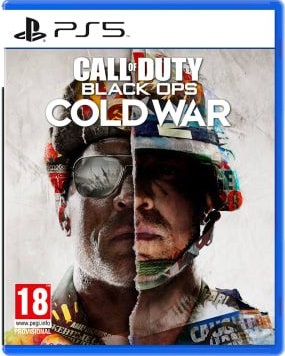 PS5
CALL OF DUTY
BLACK OPS
COLD WAR
18
www.pegi.info
PROVISIONAL